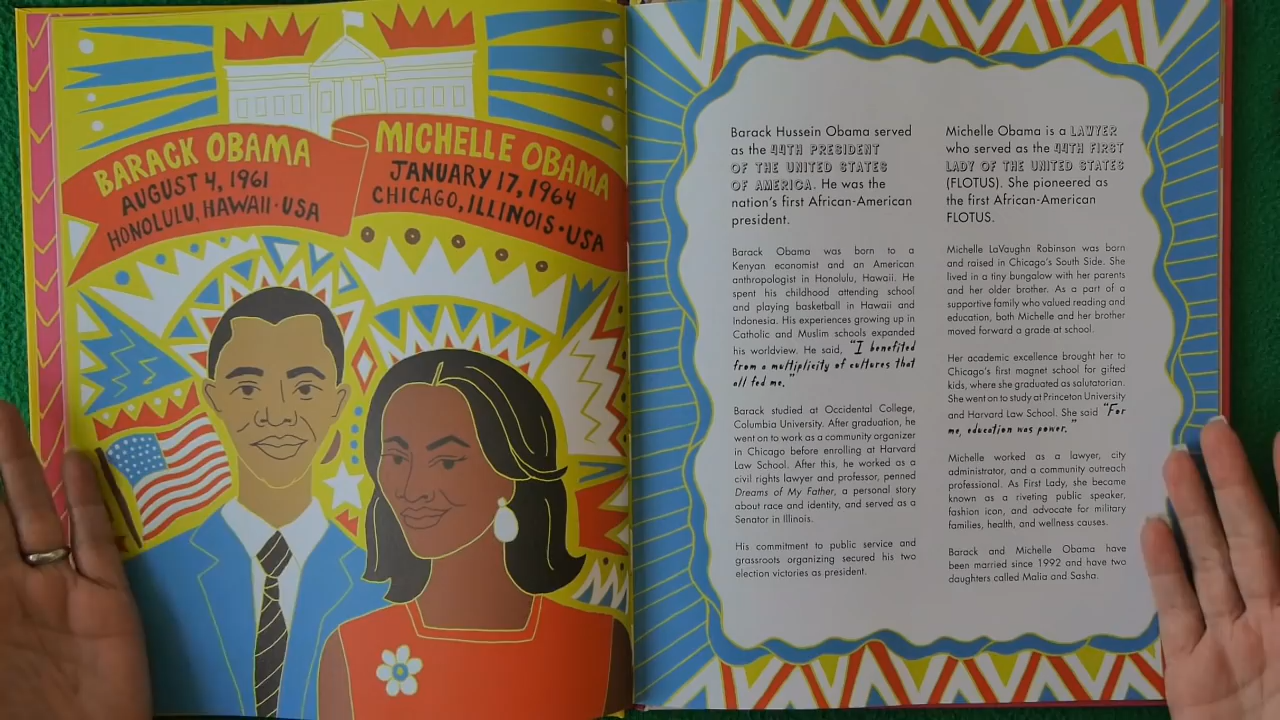 BARACK OBAMA
AUGUST 4, 1961
HONOLULU, HAWAII · USA
MICHELLE OBAMA
JANUARY 17, 1964
CHICAGO, ILLINOIS · USA
Barack Hussein Obama served
as the 44TH PRESIDENT
OF THE UNITED STATES
OF AMERICA. He was the
nation's first African-American
president.
Barack Obama was born to a
Kenyan economist and an American
anthropologist in Honolulu, Hawaii. He
spent his childhood attending school
and playing basketball in Hawaii and
Indonesia. His experiences growing up in
Catholic and Muslim schools expanded
his worldview. He said, "I benefited
from a multiplicity of cultures that
all fed me."
Barack studied at Occidental College,
Columbia University. After graduation, he
went on to work as a community organizer
in Chicago before enrolling at Harvard
Law School. After this, he worked as a
civil rights lawyer and professor, penned
Dreams of My Father, a personal story
about race and identity, and served as a
Senator in Illinois.
His commitment to public service and
grassroots organizing secured his two
election victories as president.
Michelle Obama is a LAWYER
who served as the 44TH FIRST
LADY OF THE UNITED STATES
(FLOTUS). She pioneered as
the first African-American
FLOTUS.
Michelle LaVaughn Robinson was born
and raised in Chicago's South Side. She
lived in a tiny bungalow with her parents
and her older brother. As a part of a
supportive family who valued reading and
education, both Michelle and her brother
moved forward a grade at school.
Her academic excellence brought her to
Chicago's first magnet school for gifted
kids, where she graduated as salutatorian.
She went on to study at Princeton University
and Harvard Law School. She said "For
me, education was power."
Michelle worked as a lawyer, city
administrator, and a community outreach
professional. As First Lady, she became
known as a riveting public speaker,
fashion icon, and advocate for military
families, health, and wellness causes.
Barack and Michelle Obama have
been married since 1992 and have two
daughters called Malia and Sasha.